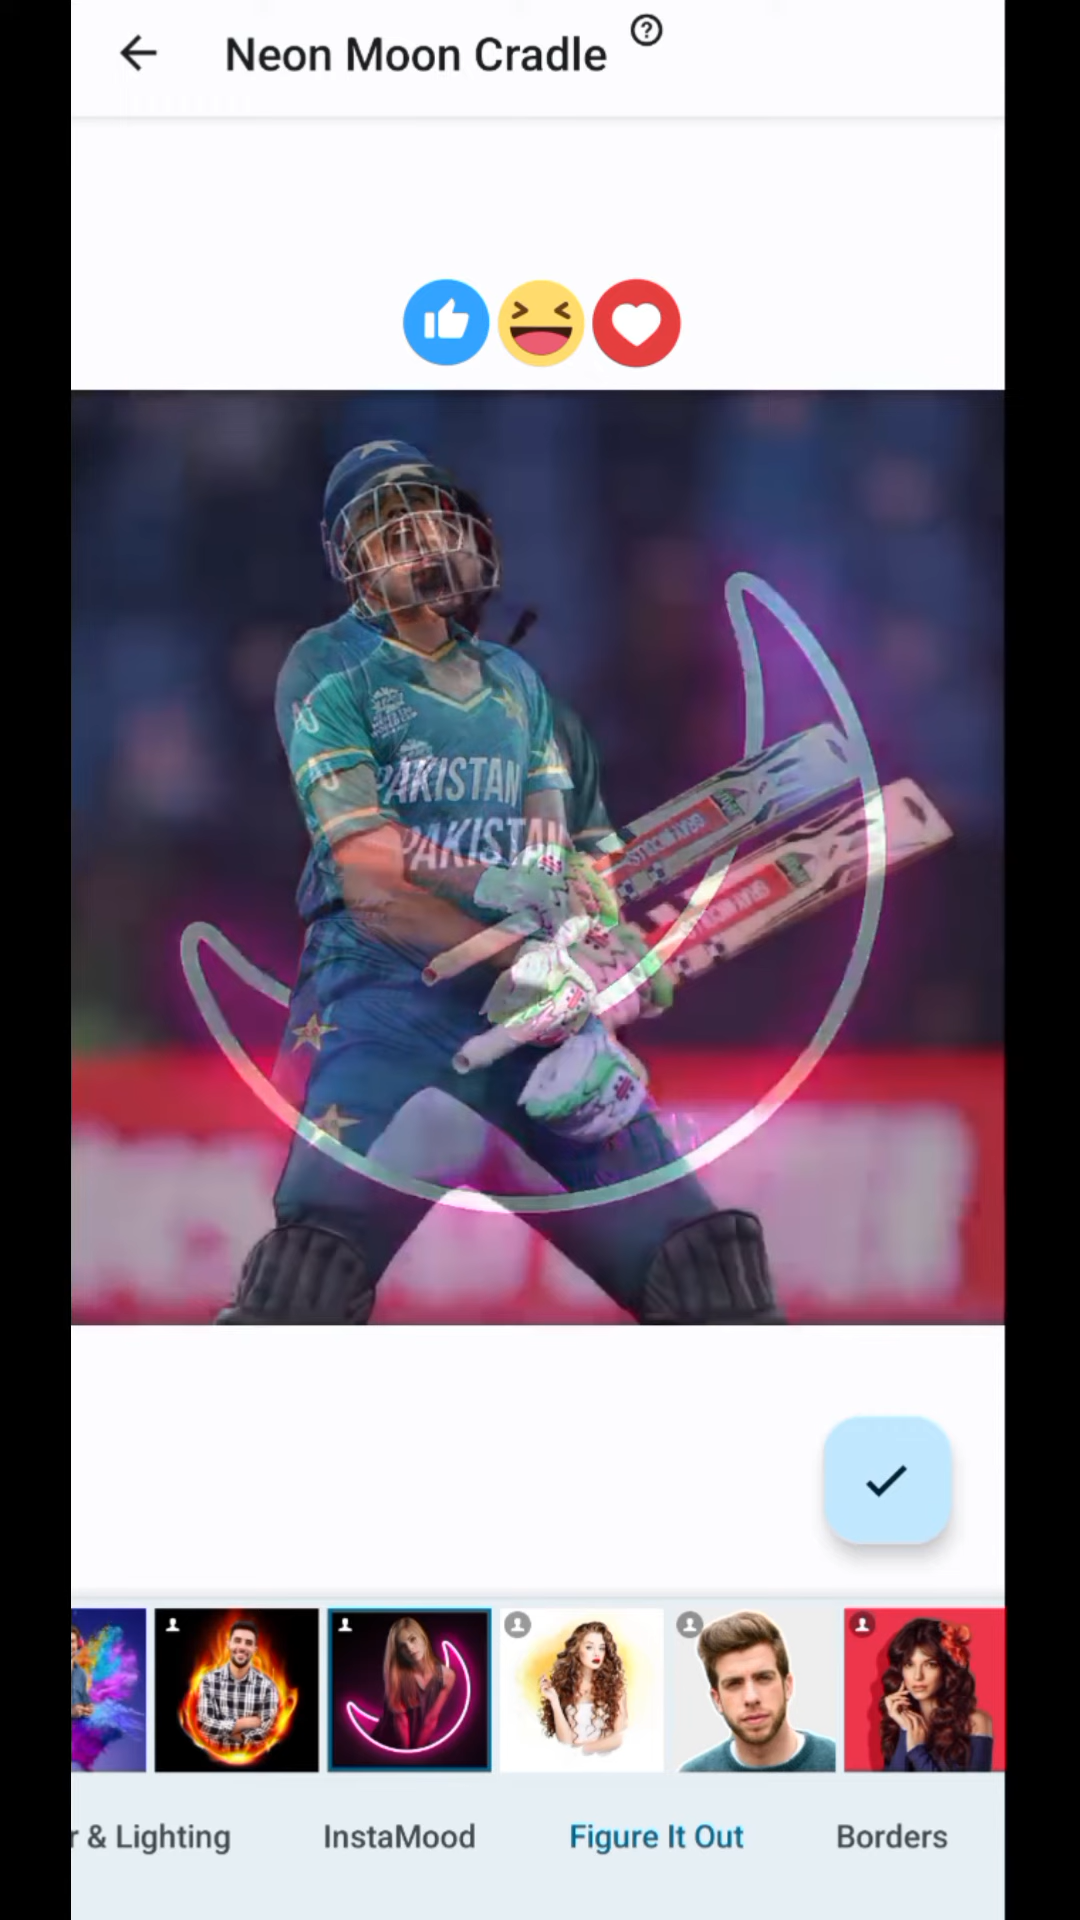 Neon Moon Cradle
PAKISTAN
PAKISTAN
r & Lighting
InstaMood
Figure It Out
Borders